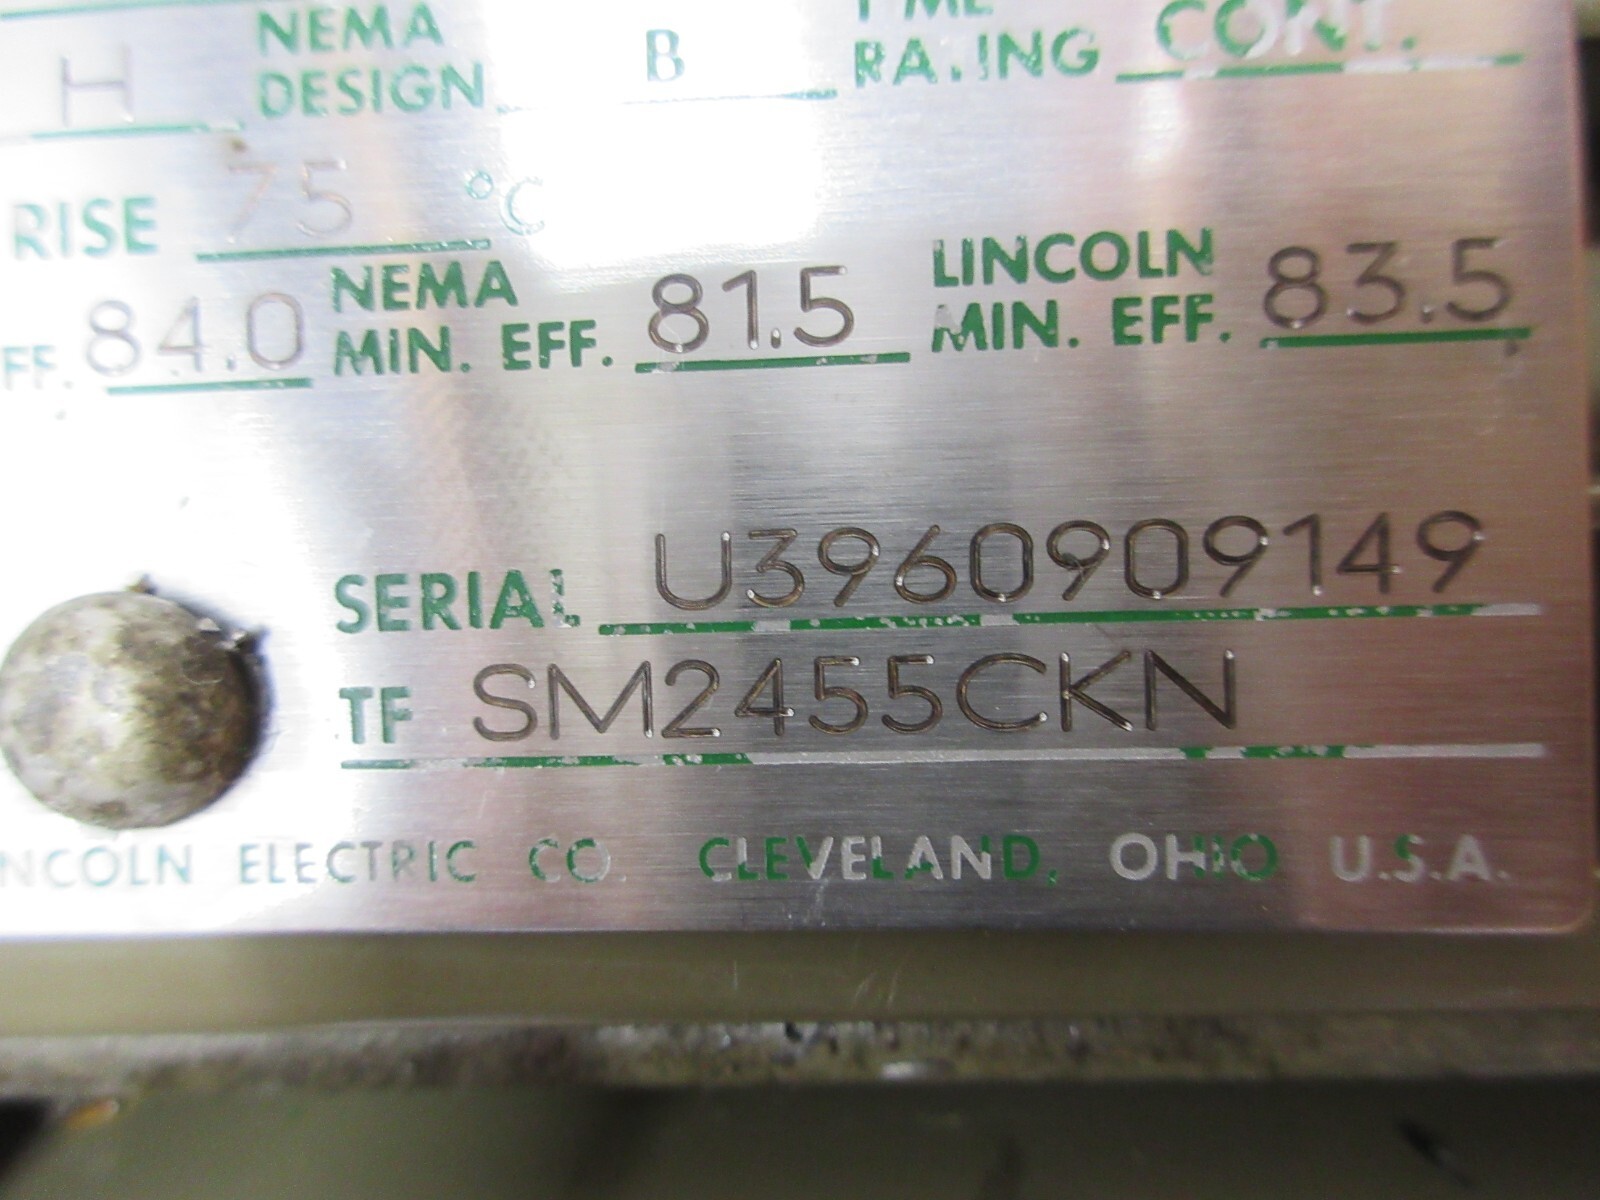 H NEMA DESIGN B RATING CONT.
RISE 75 °C
FF. 84.0 NEMA MIN. EFF. 81.5 LINCOLN MIN. EFF. 83.5
SERIAL U3960909149
TF SM2455CKN
NCOLN ELECTRIC CO. CLEVELAND, OHIO U.S.A.